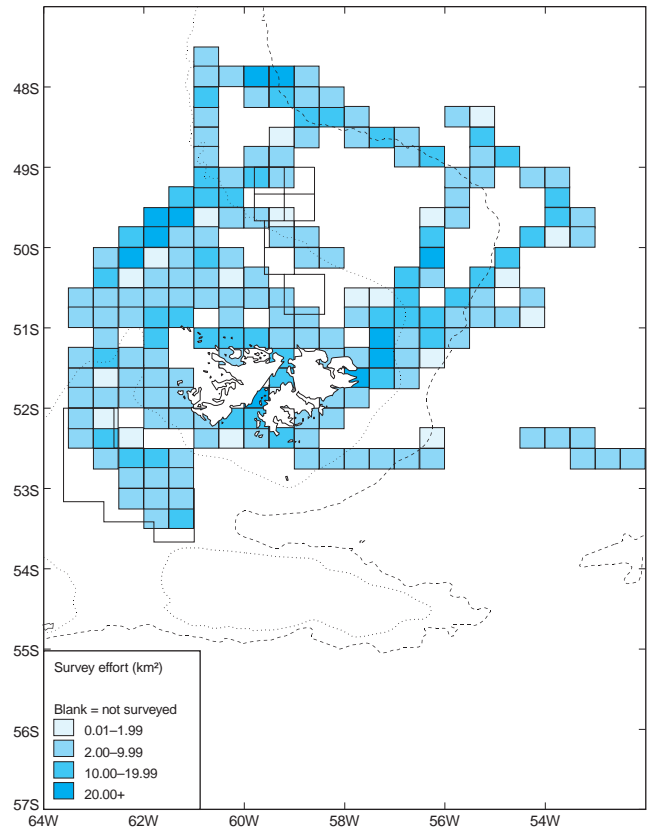 48S
49S
50S
51S
52S
53S
54S
55S
56S
57S
Survey effort (km²)
Blank = not surveyed
0.01–1.99
2.00–9.99
10.00–19.99
20.00+
64W 62W 60W 58W 56W 54W